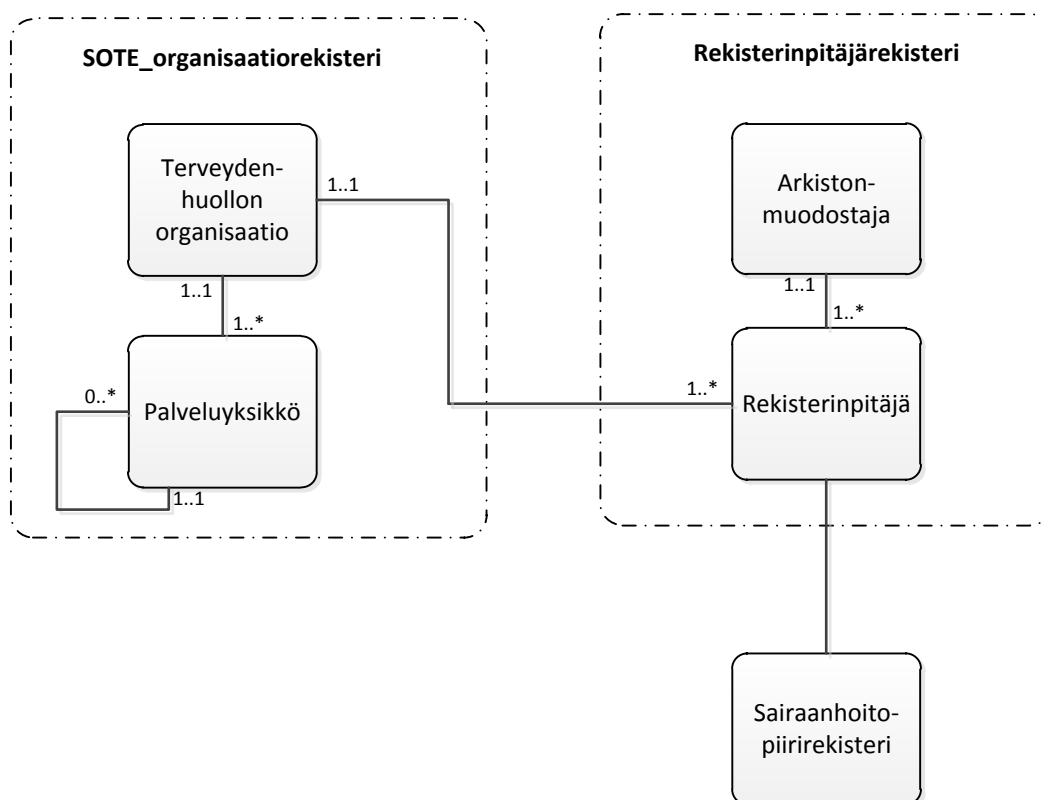 SOTE_organisaatiorekisteri
Terveyden-
huollon
organisaatio
1..1
1..1
1..*
Palveluyksikkö
0..*
1..1
Rekisterinpitäjärekisteri
Arkiston-
muodostaja
1..1
1..*
1..*
Rekisterinpitäjä
Sairaanhoito-
piirirekisteri